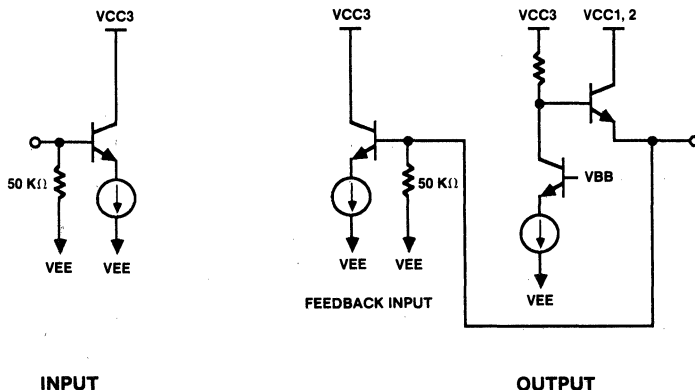 VCC3
VCC3
VCC3
VCC1, 2
50 KΩ
50 KΩ
VBB
VEE
VEE
VEE
VEE
VEE
FEEDBACK INPUT
INPUT
OUTPUT